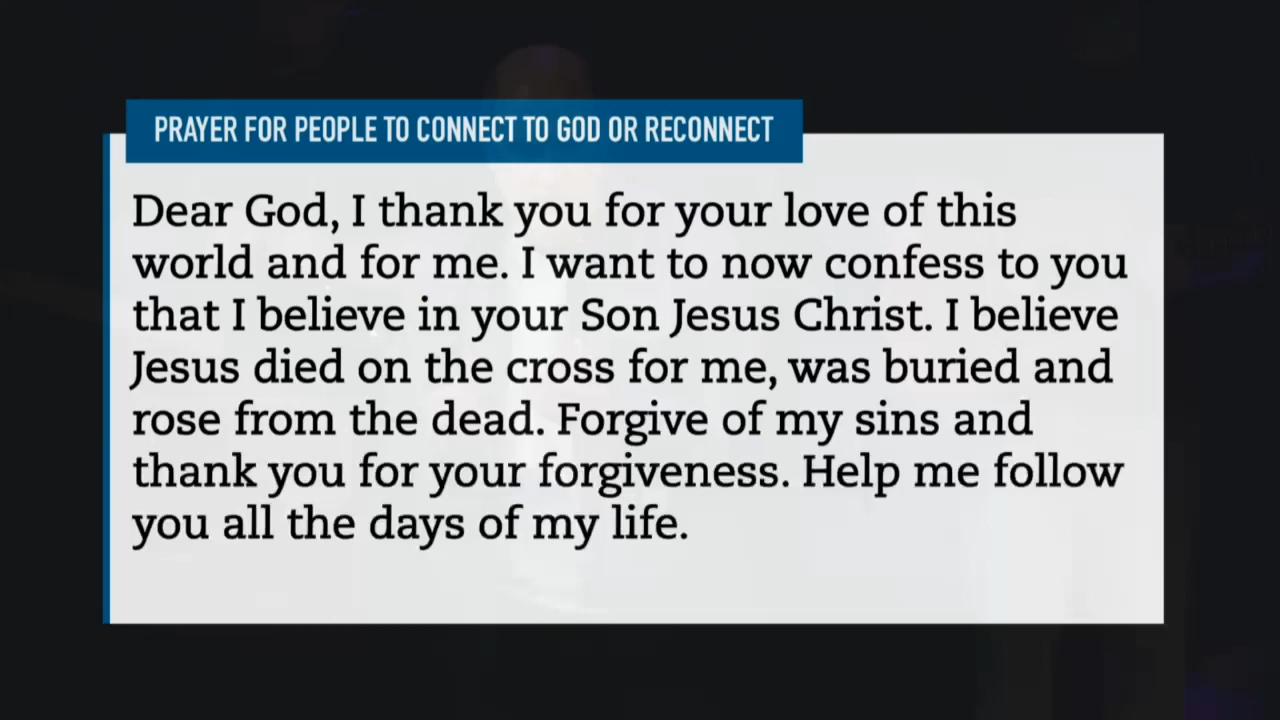 PRAYER FOR PEOPLE TO CONNECT TO GOD OR RECONNECT
Dear God, I thank you for your love of this
world and for me. I want to now confess to you
that I believe in your Son Jesus Christ. I believe
Jesus died on the cross for me, was buried and
rose from the dead. Forgive of my sins and
thank you for your forgiveness. Help me follow
you all the days of my life.